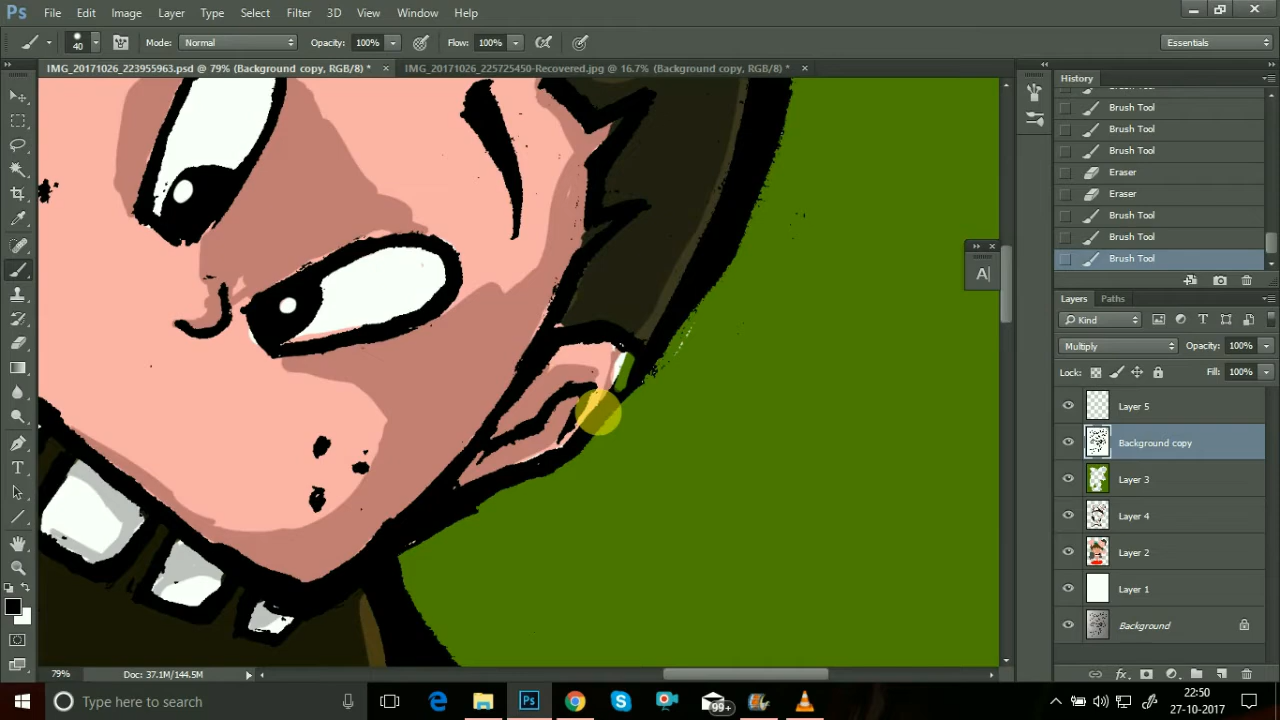 Ps File Edit Image Layer Type Select Filter 3D View Window Help
40 Mode: Normal Opacity: 100% Flow: 100% Essentials
IMG_20171026_223955963.psd @ 79% (Background copy, RGB/8) * × IMG_20171026_225725450-Recovered.jpg @ 16.7% (Background copy, RGB/8) * ×
History
Brush Tool
Brush Tool
Brush Tool
Eraser
Eraser
Brush Tool
Brush Tool
Brush Tool
A
Layers Paths
Kind
Multiply Opacity: 100%
Lock: Fill: 100%
Layer 5
Background copy
Layer 3
Layer 4
Layer 2
Layer 1
Background
79% Doc: 37.1M/144.5M
Type here to search
Ps
99+
22:50
27-10-2017